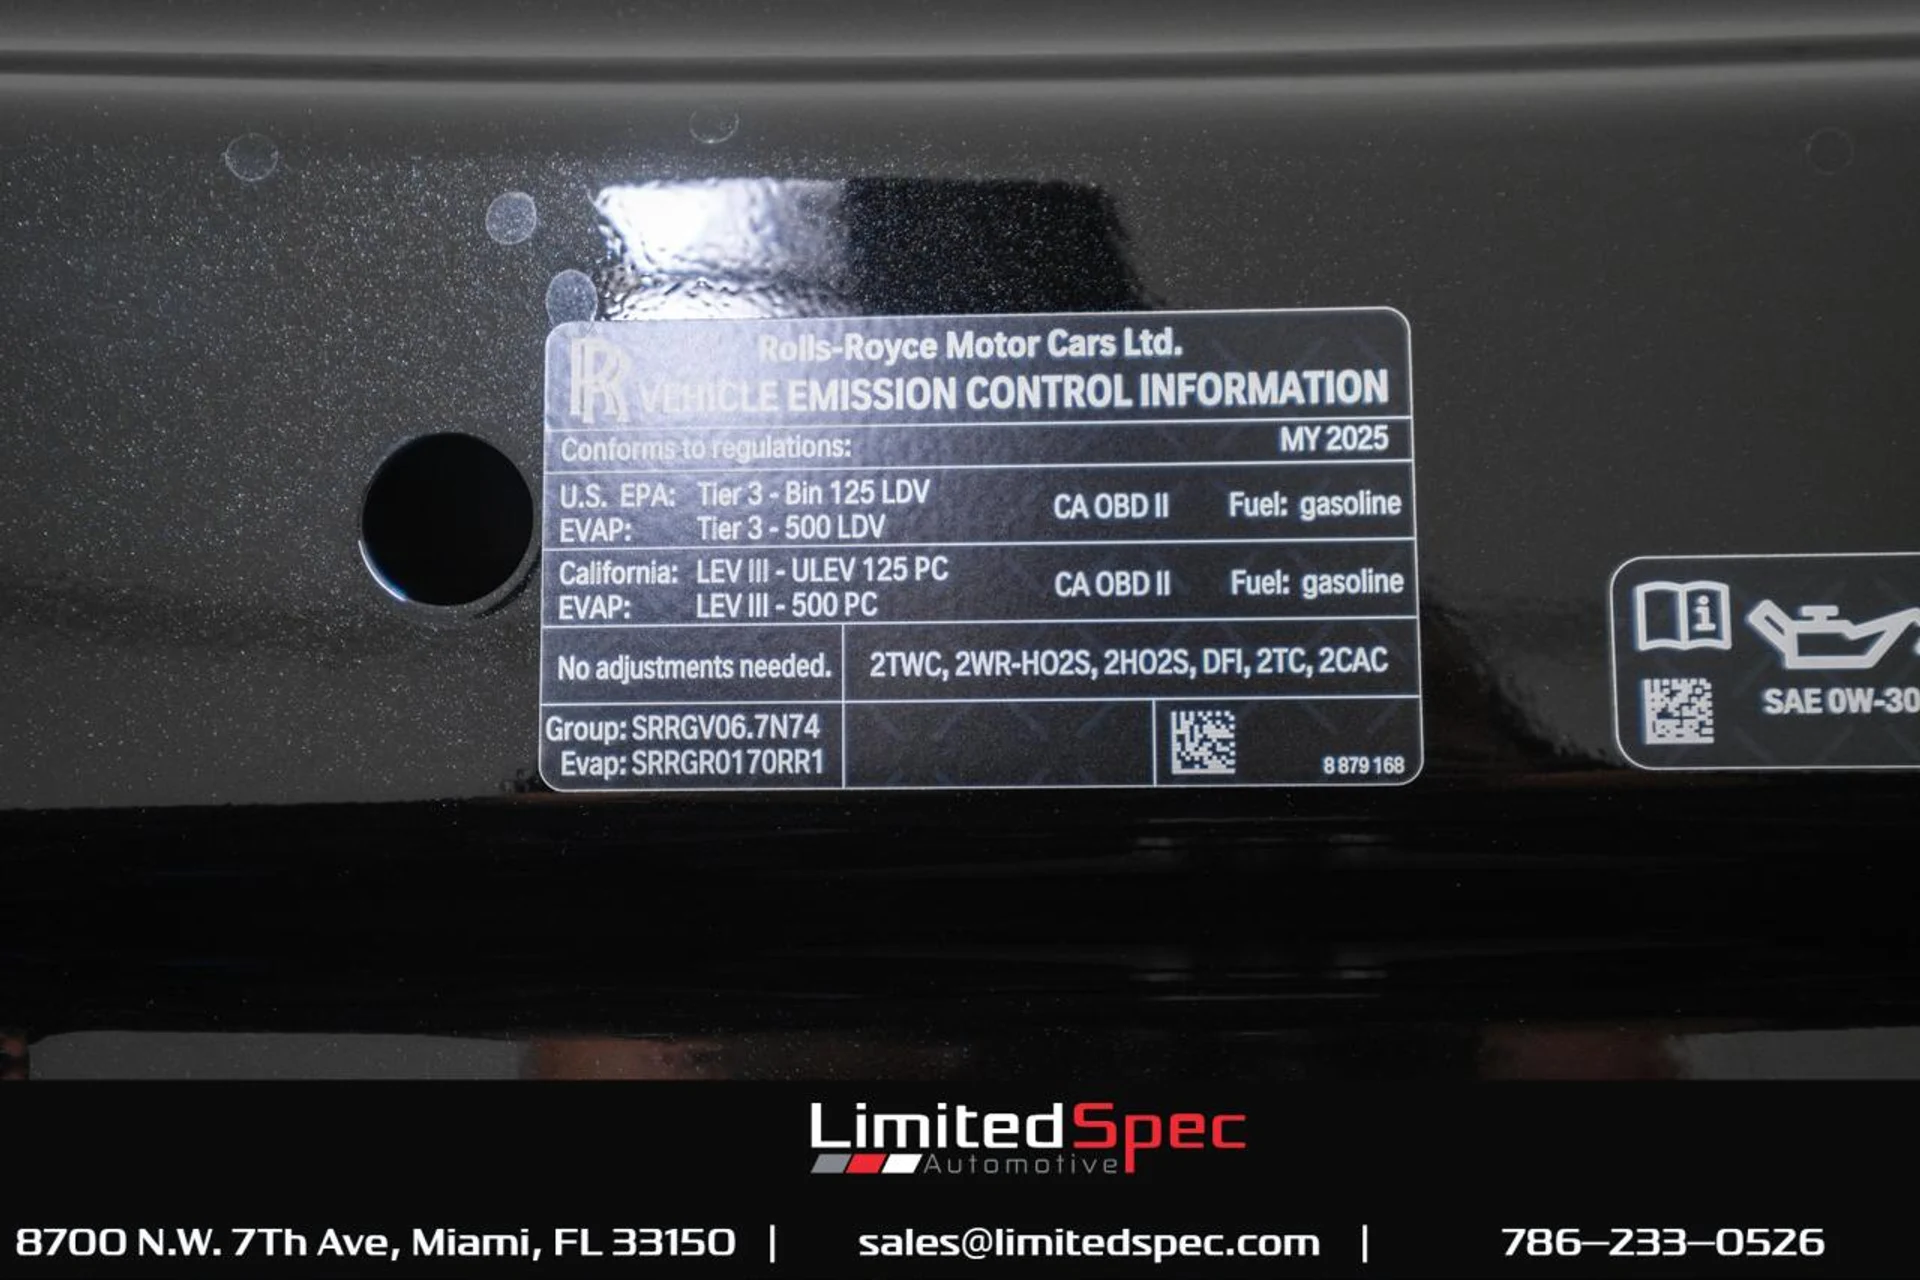 Rolls-Royce Motor Cars Ltd.
VEHICLE EMISSION CONTROL INFORMATION
Conforms to regulations: MY 2025
U.S. EPA: Tier 3 - Bin 125 LDV CA OBD II Fuel: gasoline
EVAP: Tier 3 - 500 LDV
California: LEV III - ULEV 125 PC CA OBD II Fuel: gasoline
EVAP: LEV III - 500 PC
No adjustments needed. 2TWC, 2WR-HO2S, 2HO2S, DFI, 2TC, 2CAC
Group: SRRGV06.7N74
Evap: SRRGR0170RR1
8 879 168
SAE 0W-30
LimitedSpec
Automotive
8700 N.W. 7Th Ave, Miami, FL 33150 | sales@limitedspec.com | 786-233-0526